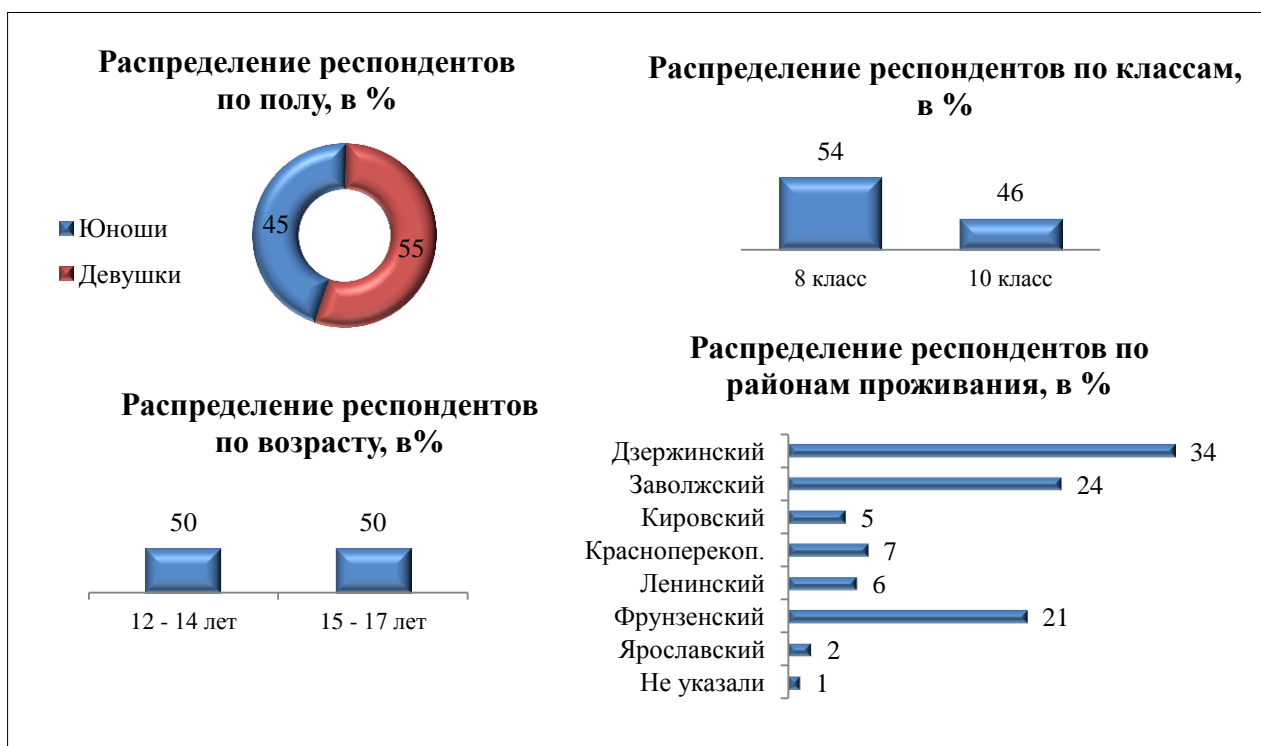 Распределение респондентов
по полу, в %
45
55
Юноши
Девушки
Распределение респондентов по классам,
в %
54
46
8 класс
10 класс
Распределение респондентов
по возрасту, в%
50
50
12 - 14 лет
15 - 17 лет
Распределение респондентов по
районам проживания, в %
Дзержинский 34
Заволжский 24
Кировский 5
Красноперекоп. 7
Ленинский 6
Фрунзенский 21
Ярославский 2
Не указали 1